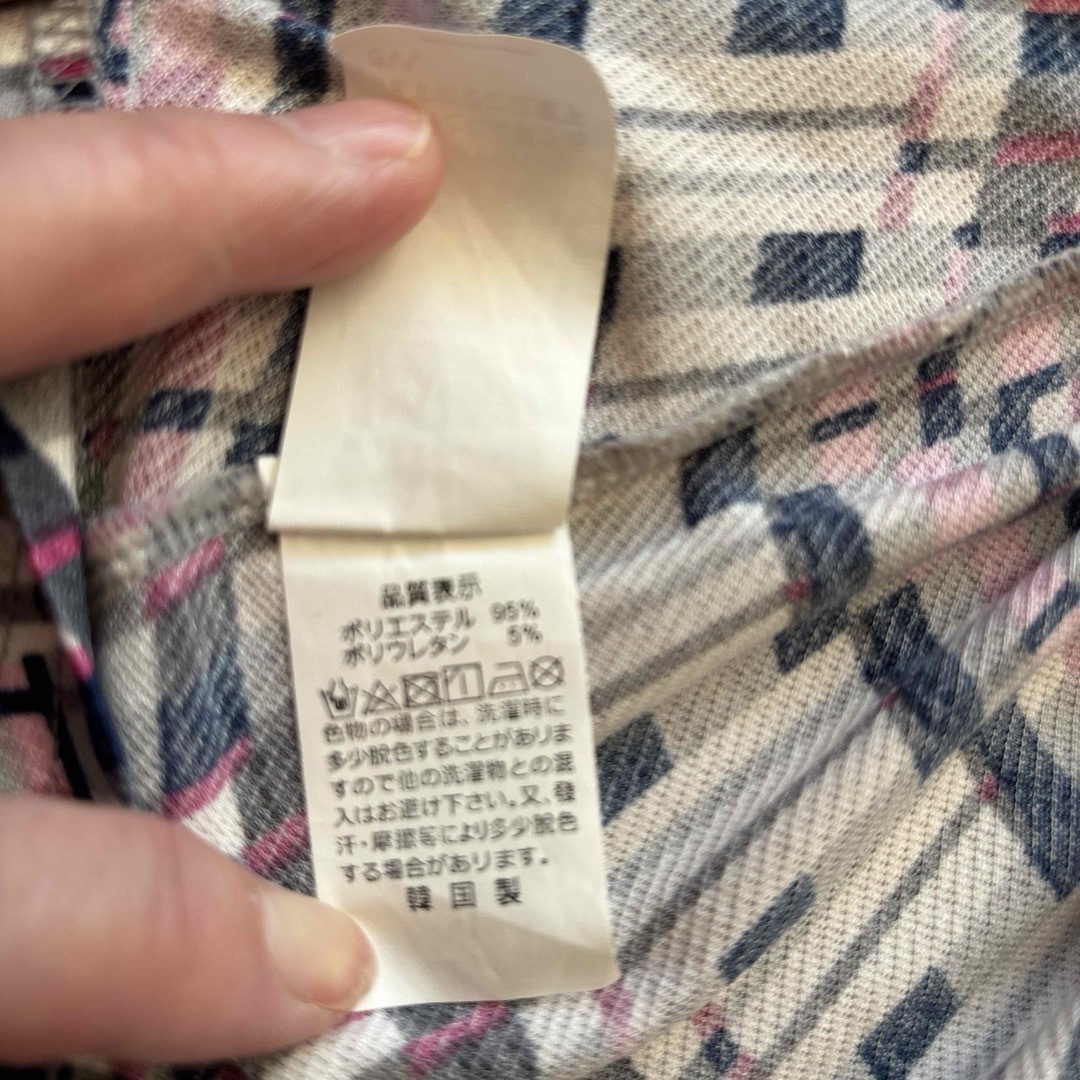 品質表示
ポリエステル 95%
ポリウレタン 5%
色物の場合は、洗濯時に
多少脱色することがありま
すので他の洗濯物との混
入はお避け下さい。又、發
汗・摩擦等により多少脱色
する場合があります。
韓国製